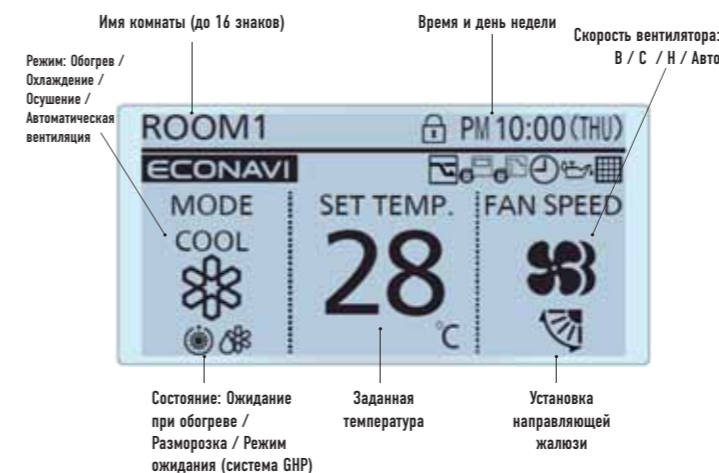 Имя комнаты (до 16 знаков)
Время и день недели
Скорость вентилятора:
В / С / Н / Авто
Режим: Обогрев /
Охлаждение /
Осушение /
Автоматическая
вентиляция
ROOM1 PM 10:00 (THU)
ECONAVI
MODE SET TEMP. FAN SPEED
COOL
28 °C
Состояние: Ожидание
при обогреве /
Разморозка / Режим
ожидания (система GHP)
Заданная
температура
Установка
направляющей
жалюзи